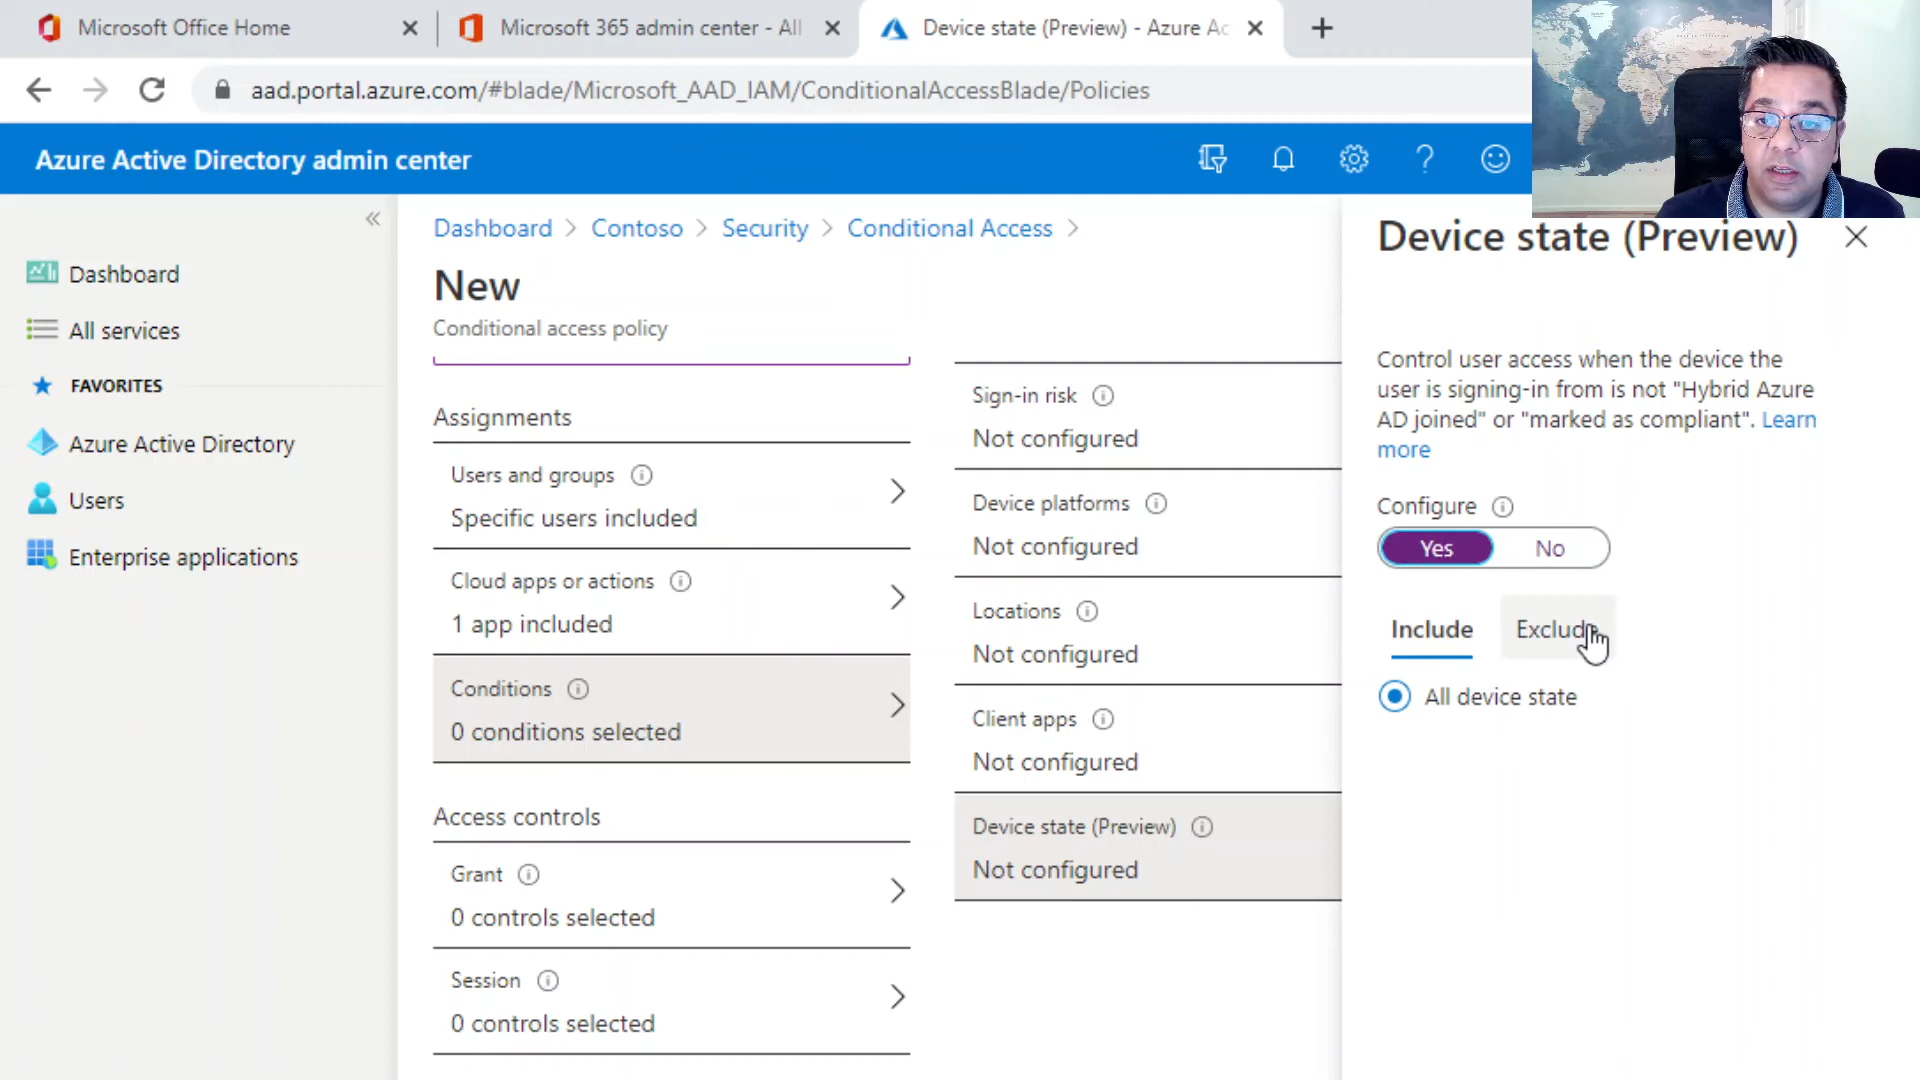 Microsoft Office Home
Microsoft 365 admin center - All
Device state (Preview) - Azure Ac
aad.portal.azure.com/#blade/Microsoft_AAD_IAM/ConditionalAccessBlade/Policies
Azure Active Directory admin center
Dashboard
All services
FAVORITES
Azure Active Directory
Users
Enterprise applications
Dashboard > Contoso > Security > Conditional Access >
New
Conditional access policy
Assignments
Users and groups
Specific users included
Cloud apps or actions
1 app included
Conditions
0 conditions selected
Access controls
Grant
0 controls selected
Session
0 controls selected
Sign-in risk
Not configured
Device platforms
Not configured
Locations
Not configured
Client apps
Not configured
Device state (Preview)
Not configured
Device state (Preview)
Control user access when the device the
user is signing-in from is not "Hybrid Azure
AD joined" or "marked as compliant". Learn
more
Configure
Yes No
Include Exclude
All device state